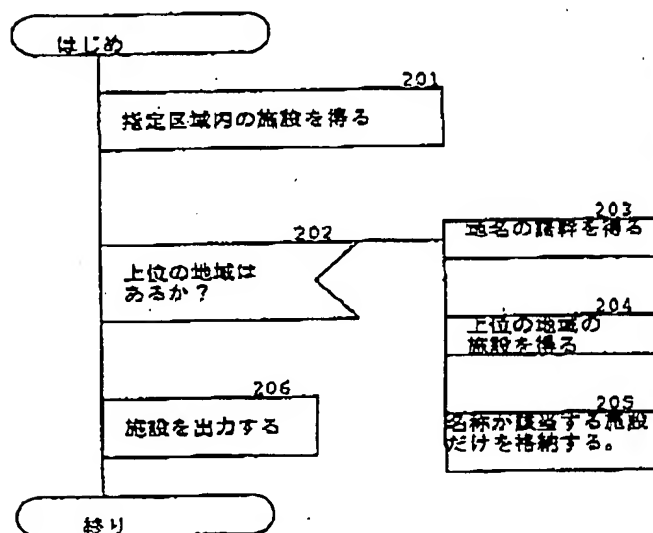 はじめ
201
指定区域内の施設を得る
202
上位の地域は
あるか？
203
地名の語幹を得る
204
上位の地域の
施設を得る
205
名称が該当する施設
だけを格納する。
206
施設を出力する
終り